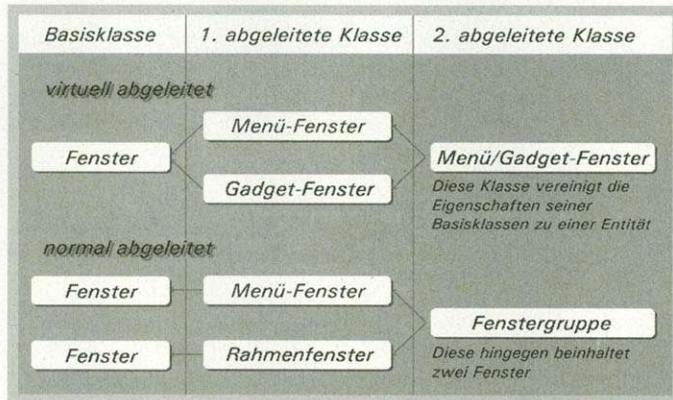 Basisklasse 1. abgeleitete Klasse 2. abgeleitete Klasse
virtuell abgeleitet
Menü-Fenster
Fenster Menü/Gadget-Fenster
Gadget-Fenster
Diese Klasse vereinigt die
Eigenschaften seiner
Basisklassen zu einer Entität
normal abgeleitet
Fenster Menü-Fenster
Fenstergruppe
Fenster Rahmenfenster
Diese hingegen beinhaltet
zwei Fenster